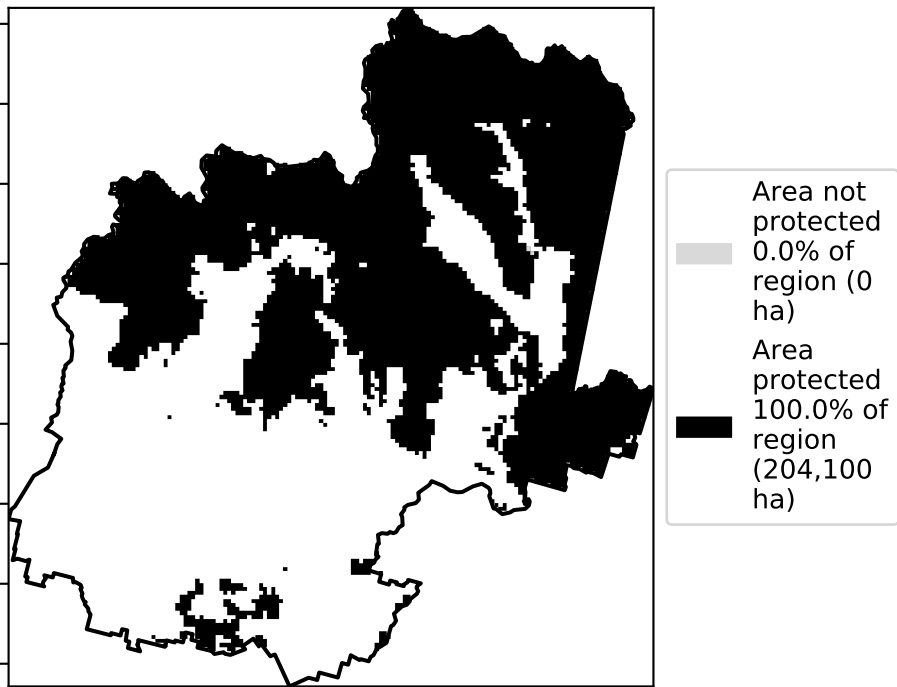 Area not
protected
0.0% of
region (0
ha)
Area
protected
100.0% of
region
(204,100
ha)